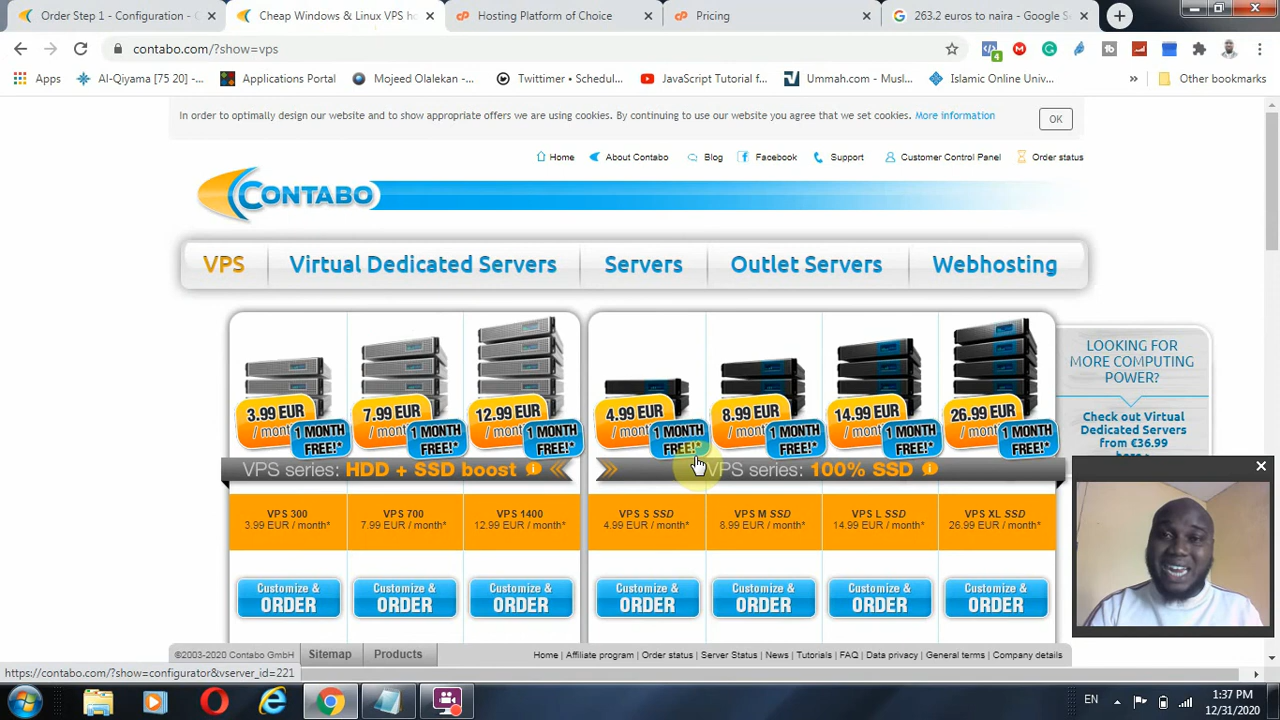 Order Step 1 - Configuration - C
Cheap Windows & Linux VPS ho
Hosting Platform of Choice
Pricing
263.2 euros to naira - Google Se
contabo.com/?show=vps
4
Apps
Al-Qiyama [75 20] -...
Applications Portal
Mojeed Olalekan -...
Twittimer • Schedul...
JavaScript Tutorial f...
Ummah.com - Musl...
Islamic Online Univ...
Other bookmarks
In order to optimally design our website and to show appropriate offers we are using cookies. By continuing to use our website you agree that we set cookies. More information
OK
Home
About Contabo
Blog
Facebook
Support
Customer Control Panel
Order status
CONTABO
VPS
Virtual Dedicated Servers
Servers
Outlet Servers
Webhosting
LOOKING FOR
MORE COMPUTING
POWER?
Check out Virtual
Dedicated Servers
from €36.99
3.99 EUR
/ month
1 MONTH
FREE!*
7.99 EUR
/ month
1 MONTH
FREE!*
12.99 EUR
/ month
1 MONTH
FREE!*
4.99 EUR
1 MONTH
FREE!*
8.99 EUR
/ month
1 MONTH
FREE!*
14.99 EUR
/ month
1 MONTH
FREE!*
26.99 EUR
/ month
1 MONTH
FREE!*
VPS series: HDD + SSD boost
VPS series: 100% SSD
VPS 300
3.99 EUR / month*
VPS 700
7.99 EUR / month*
VPS 1400
12.99 EUR / month*
VPS S SSD
4.99 EUR / month*
VPS M SSD
8.99 EUR / month*
VPS L SSD
14.99 EUR / month*
VPS XL SSD
26.99 EUR / month*
Customize &
ORDER
Customize &
ORDER
Customize &
ORDER
Customize &
ORDER
Customize &
ORDER
Customize &
ORDER
Customize &
ORDER
©2003-2020 Contabo GmbH
Sitemap
Products
Home | Affiliate program | Order status | Server Status | News | Tutorials | FAQ | Data privacy | General terms | Company details
https://contabo.com/?show=configurator&vserver_id=221
EN
1:37 PM
12/31/2020